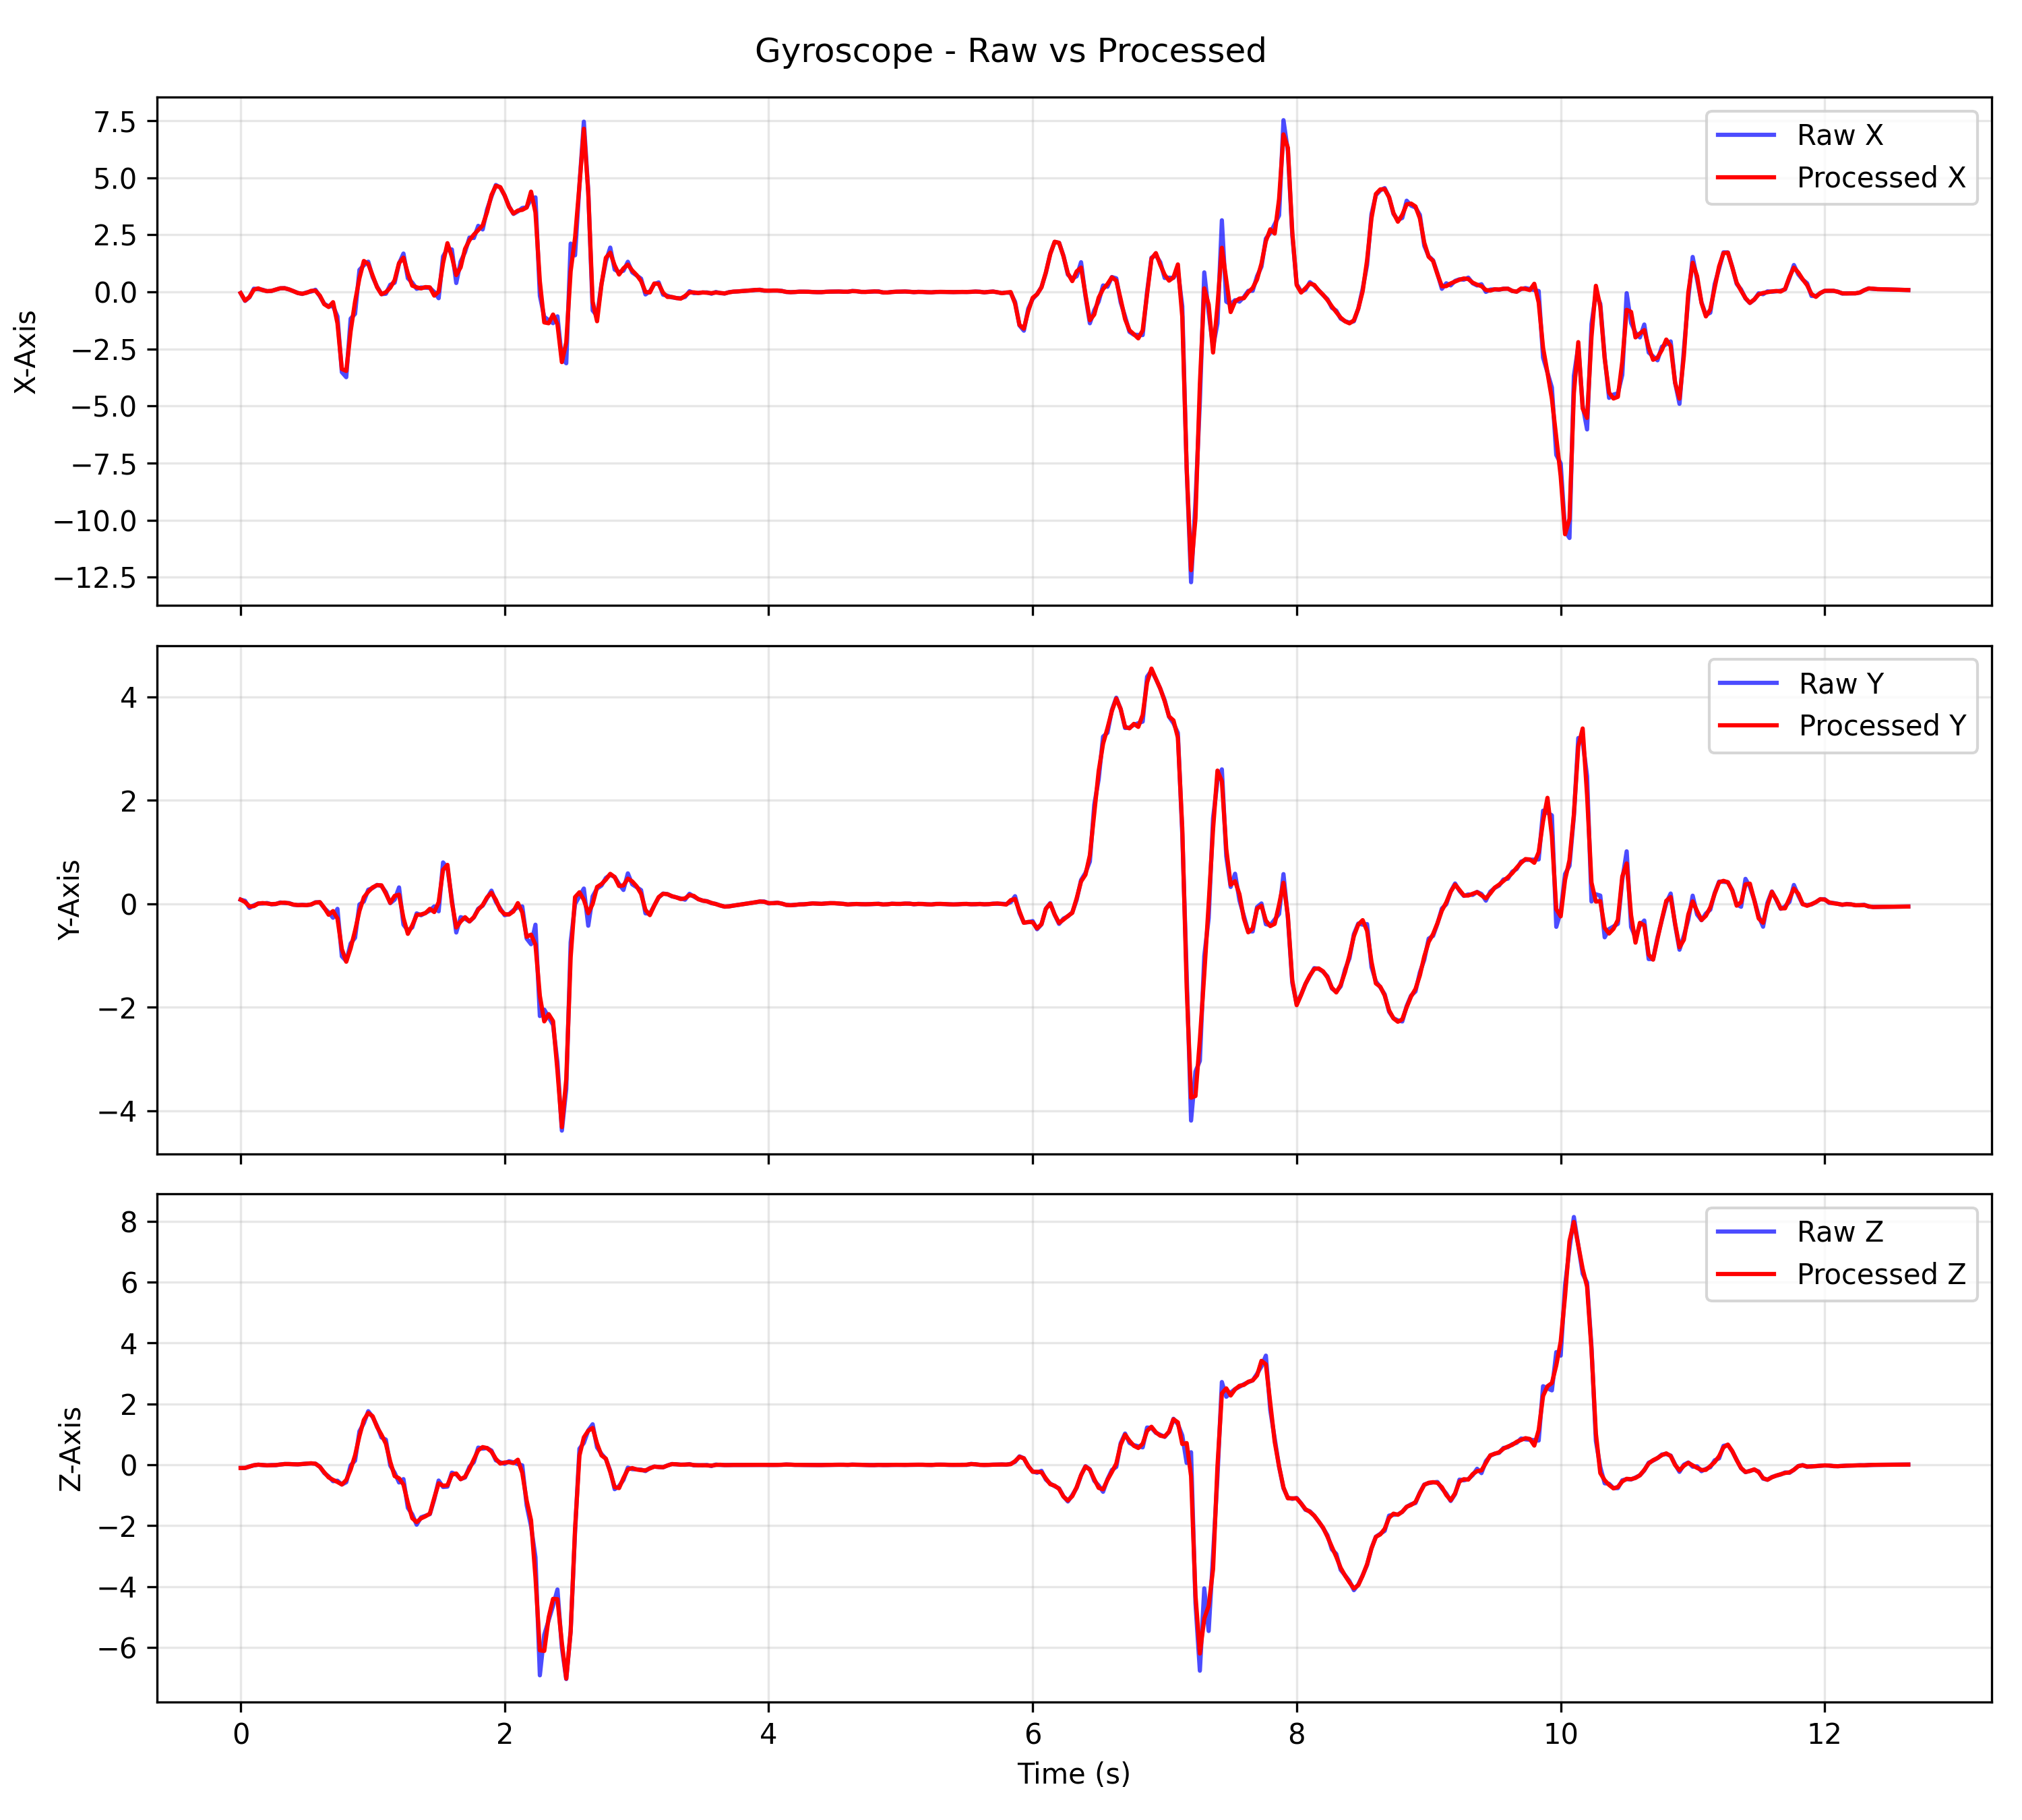 Gyroscope - Raw vs Processed
7.5
5.0
2.5
0.0
−2.5
−5.0
−7.5
−10.0
−12.5
X-Axis
Raw X
Processed X
4
2
0
−2
−4
Y-Axis
Raw Y
Processed Y
8
6
4
2
0
−2
−4
−6
Z-Axis
Raw Z
Processed Z
0 2 4 6 8 10 12
Time (s)